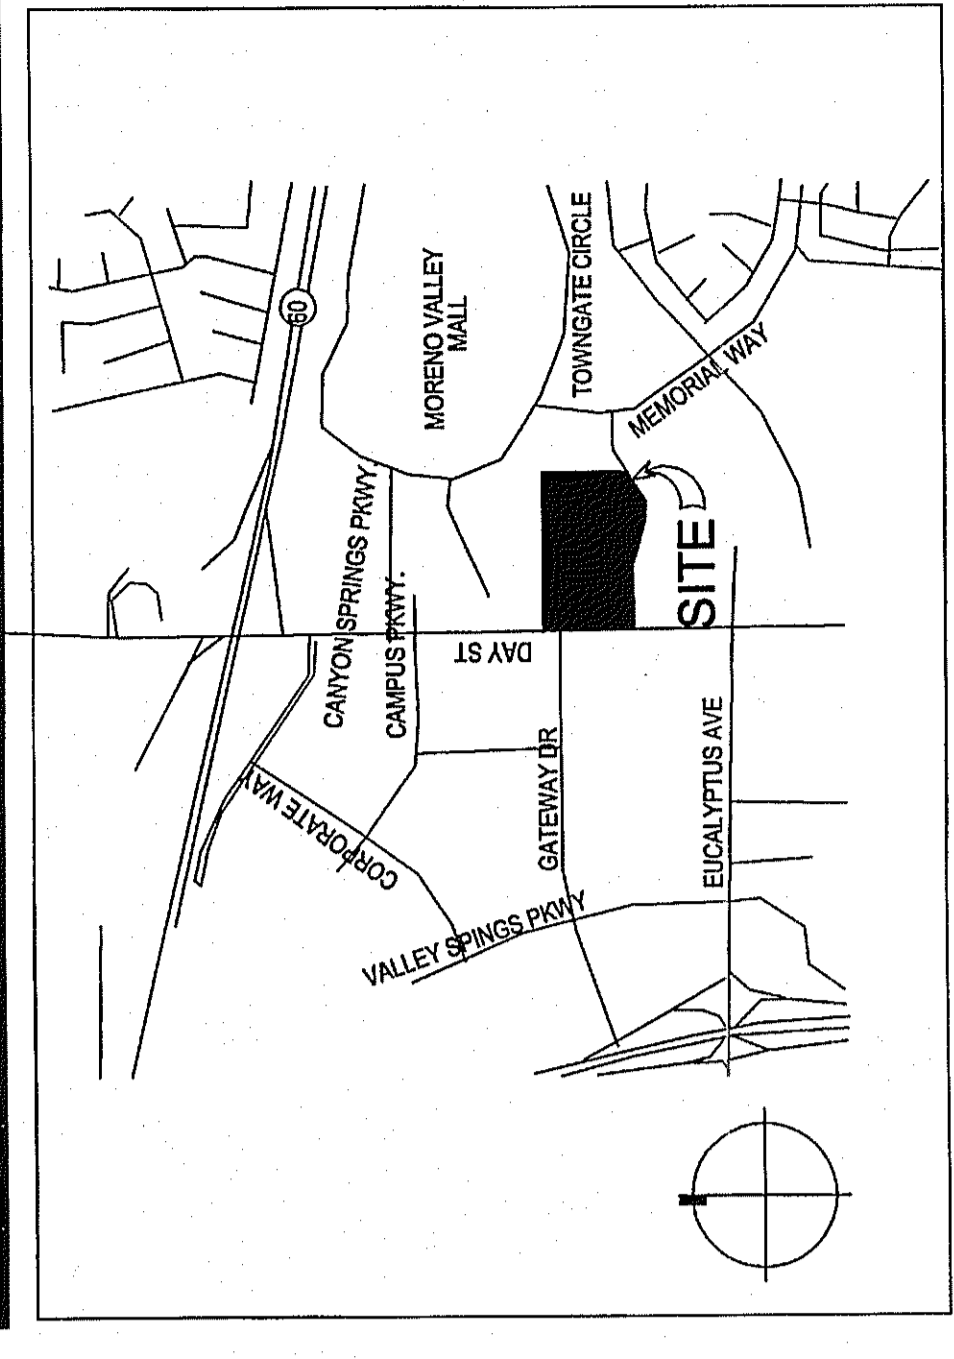 60
MORENO VALLEY
MALL
TOWNGATE CIRCLE
MEMORIAL WAY
CANYON SPRINGS PKWY.
CAMPUS PKWY.
DAY ST
SITE
CORPORATE WAY
GATEWAY DR
EUCALYPTUS AVE
VALLEY SPINGS PKWY